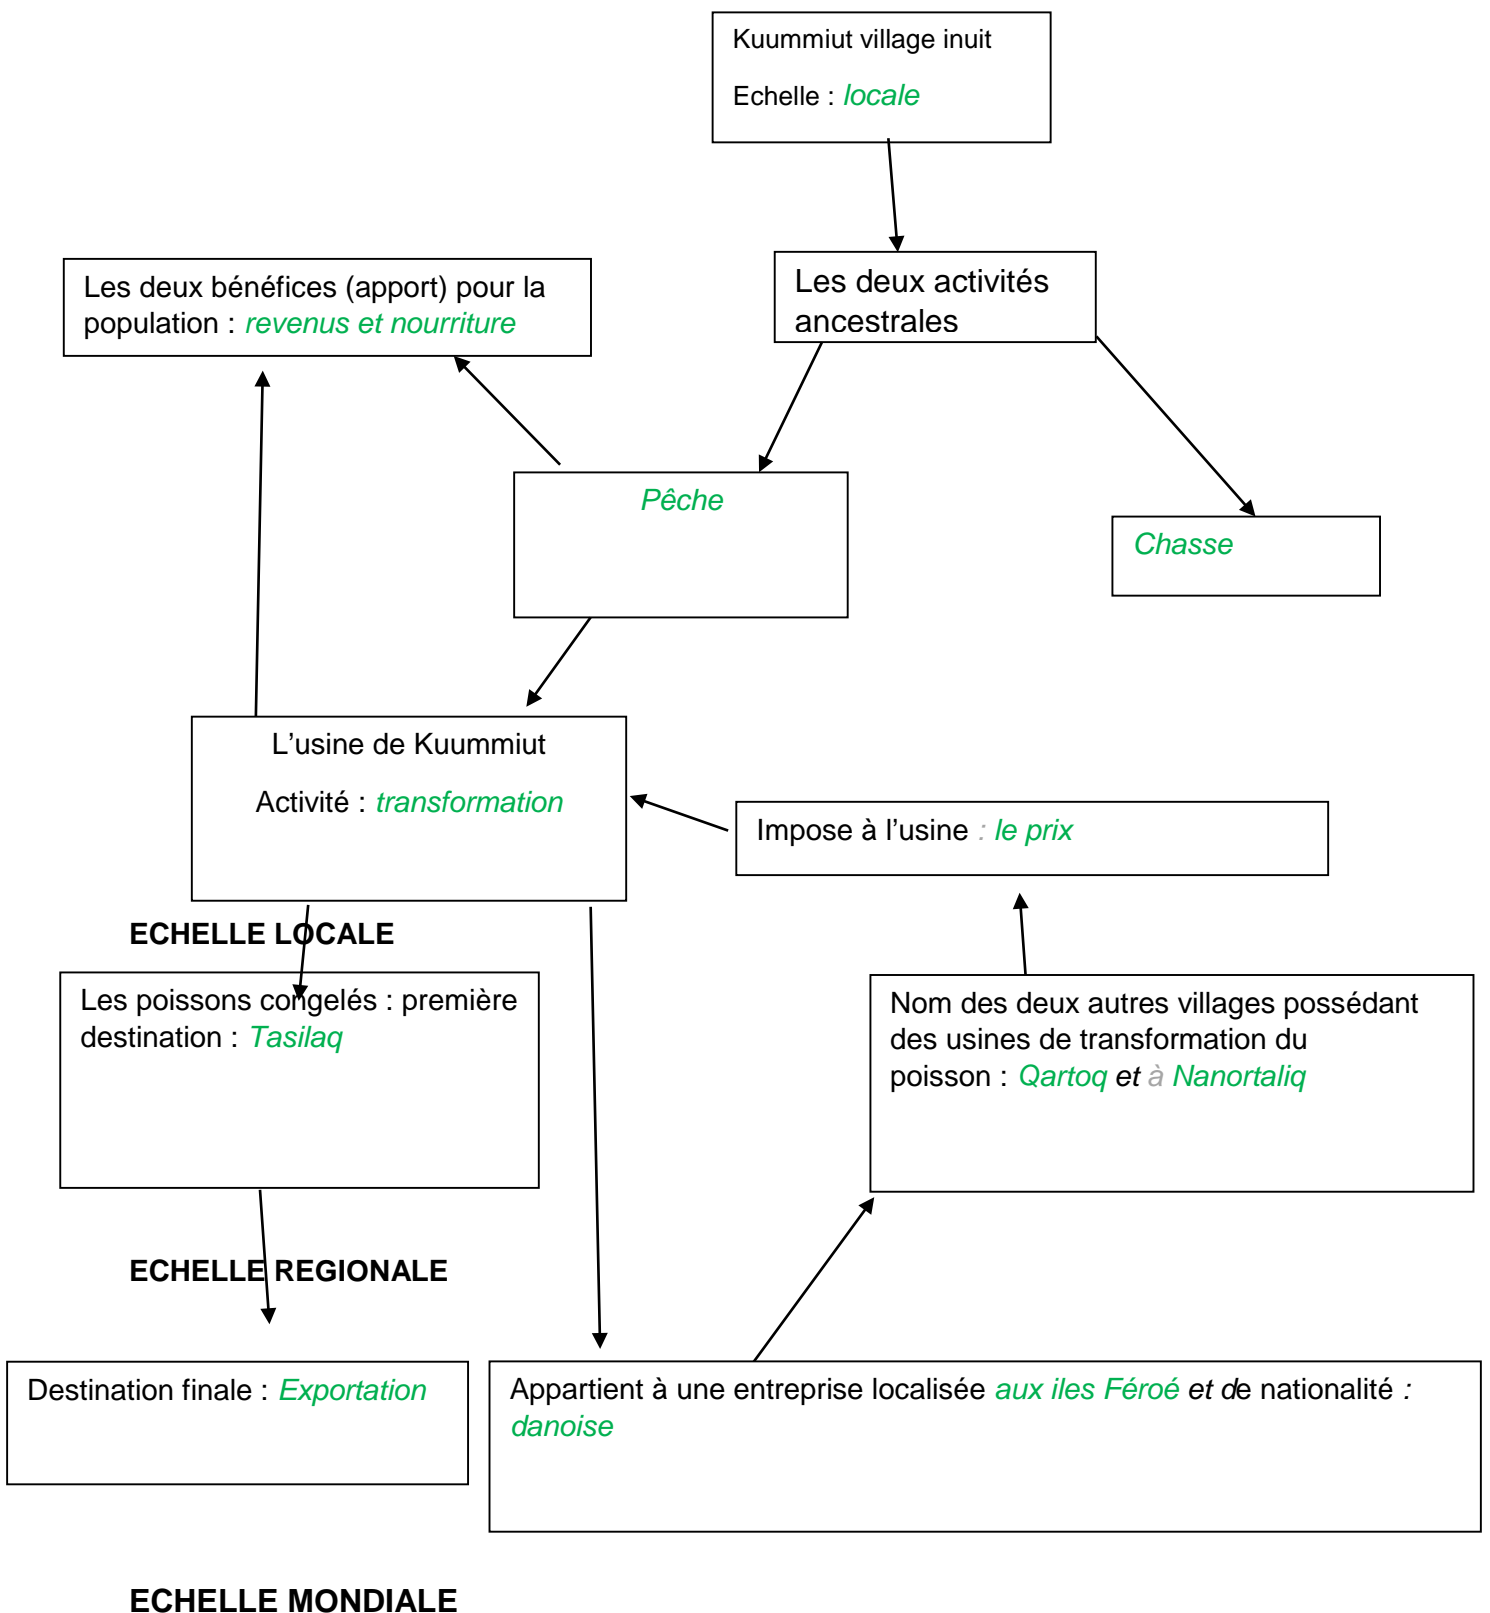 Kuummiut village inuit
Echelle : locale
Les deux bénéfices (apport) pour la
population : revenus et nourriture
Les deux activités
ancestrales
Pêche
Chasse
L’usine de Kuummiut
Activité : transformation
Impose à l’usine : le prix
ECHELLE LOCALE
Les poissons congelés : première
destination : Tasilaq
Nom des deux autres villages possédant
des usines de transformation du
poisson : Qartoq et à Nanortaliq
ECHELLE REGIONALE
Destination finale : Exportation
Appartient à une entreprise localisée aux iles Féroé et de nationalité :
danoise
ECHELLE MONDIALE